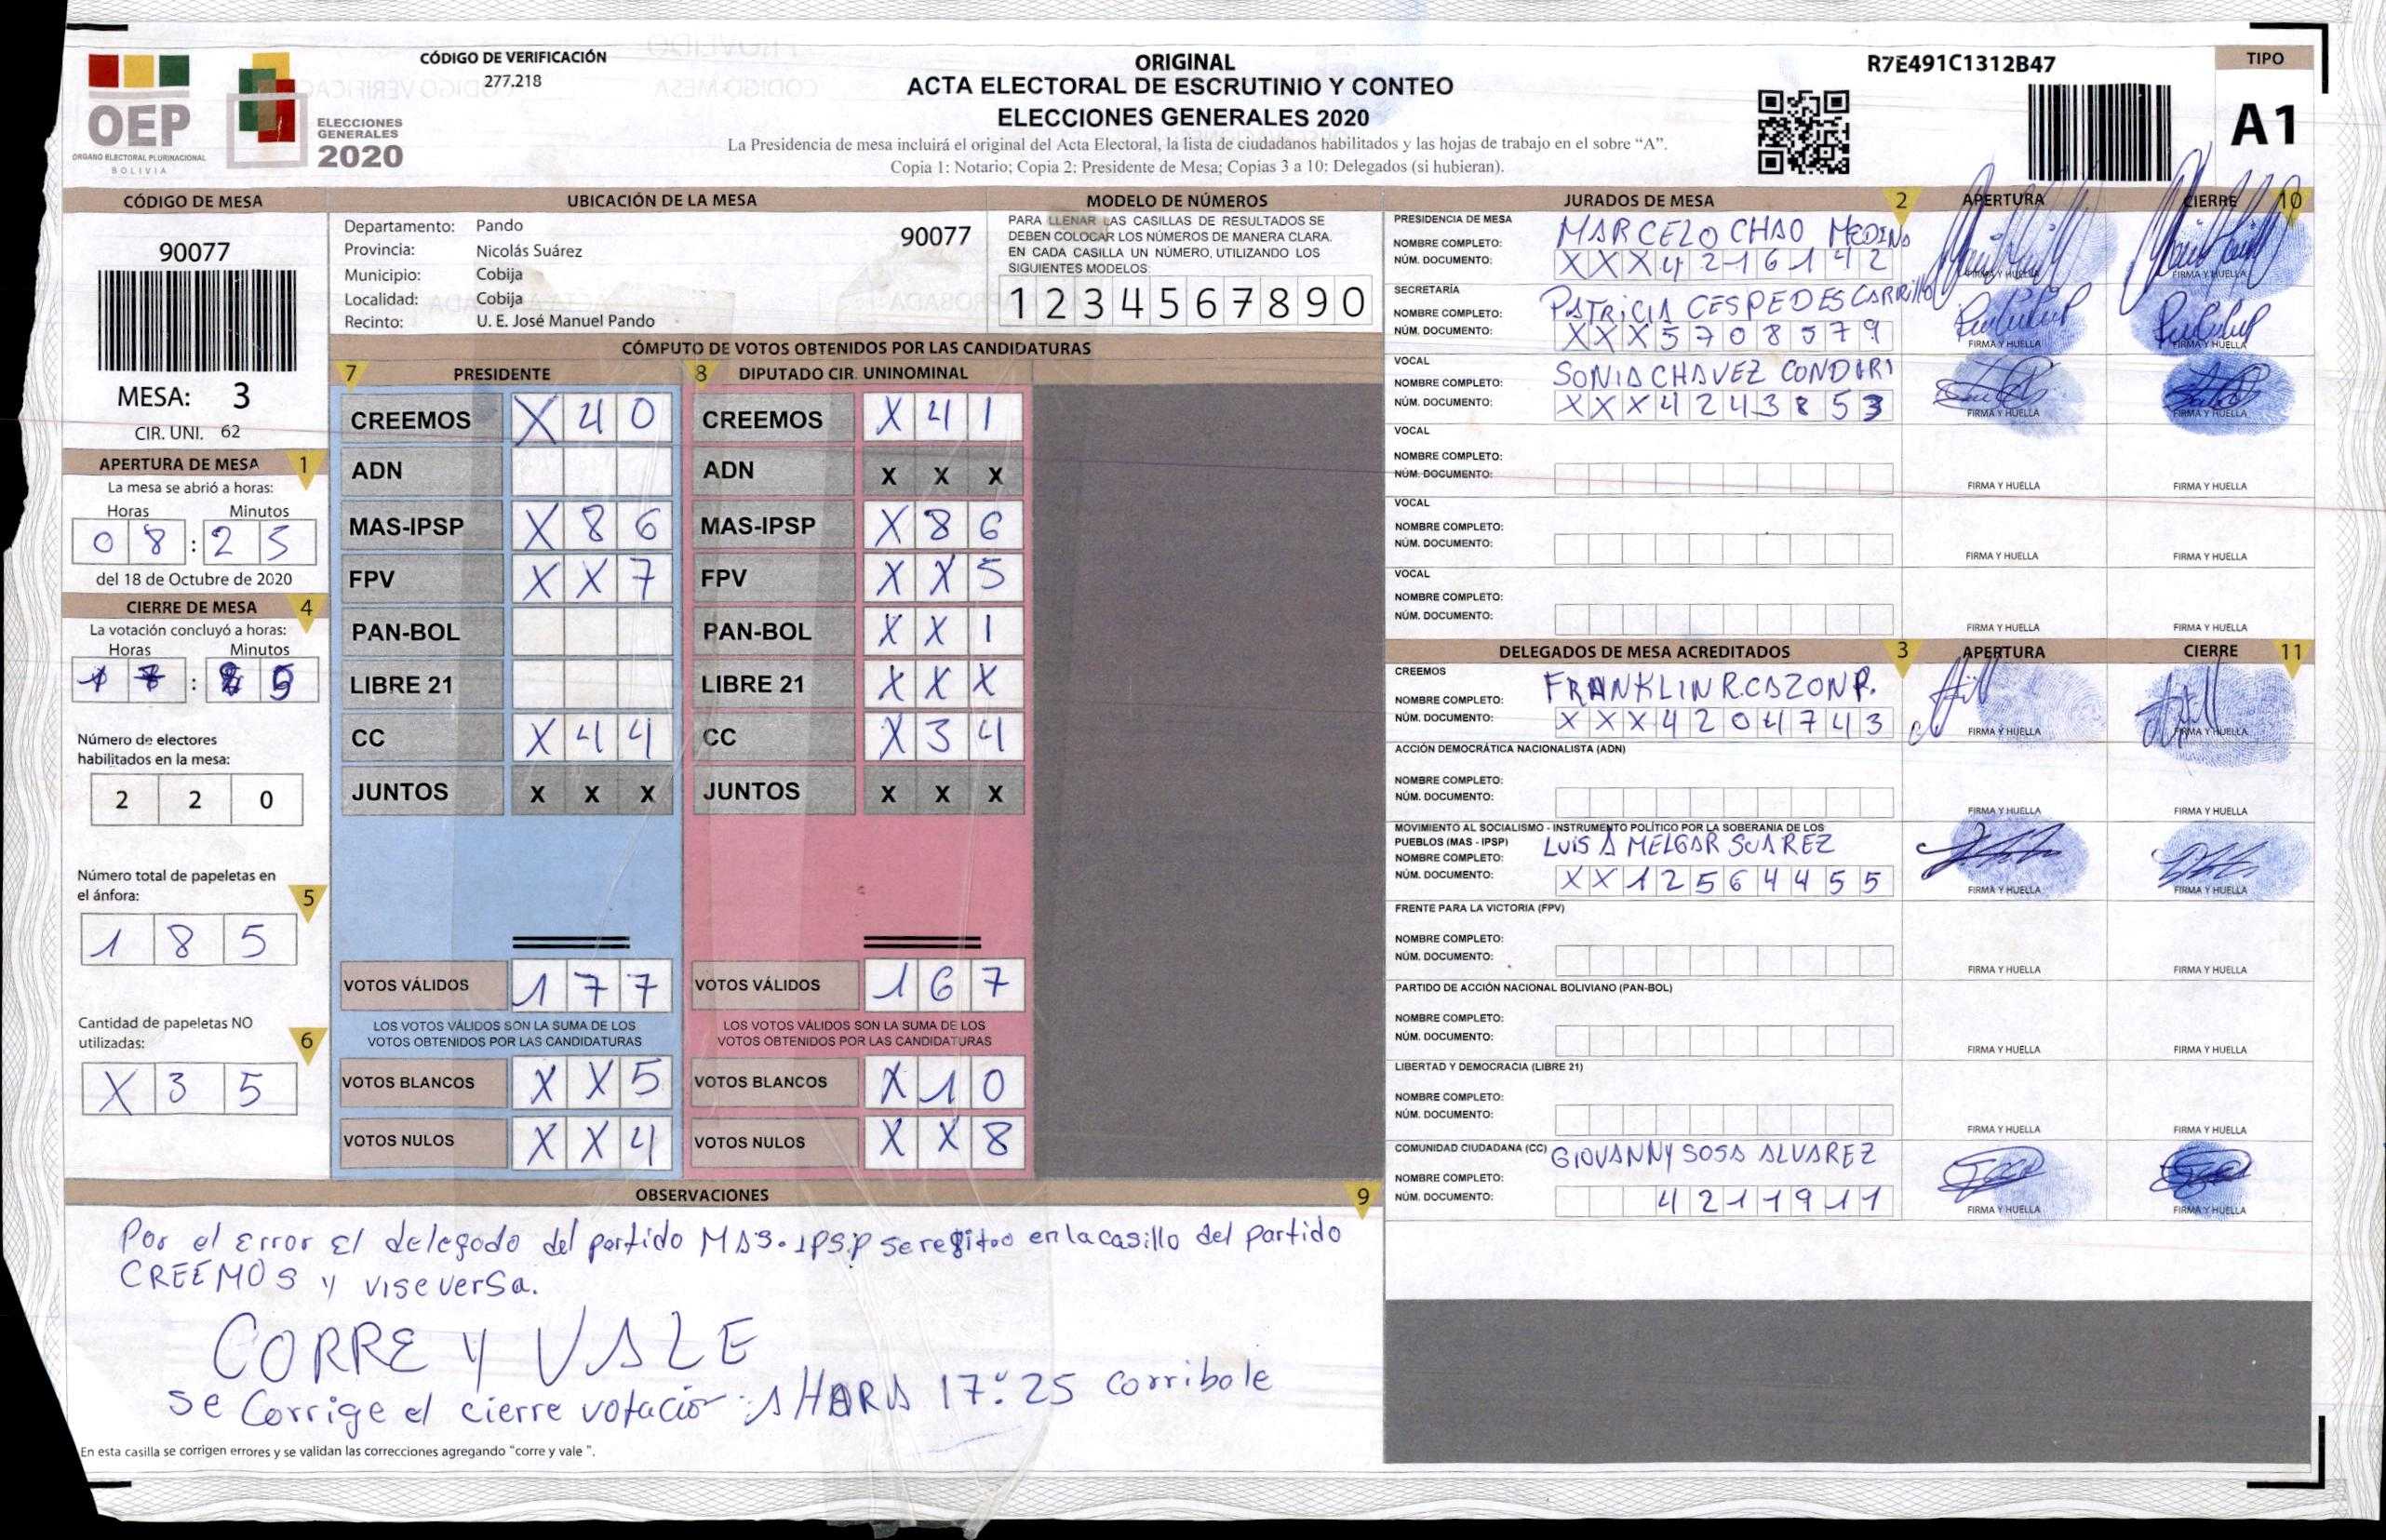 CÓDIGO DE VERIFICACIÓN
277.218
OEP
ÓRGANO ELECTORAL PLURINACIONAL
BOLIVIA
ELECCIONES
GENERALES
2020
ORIGINAL
ACTA ELECTORAL DE ESCRUTINIO Y CONTEO
ELECCIONES GENERALES 2020
La Presidencia de mesa incluirá el original del Acta Electoral, la lista de ciudadanos habilitados y las hojas de trabajo en el sobre “A”.
Copia 1: Notario; Copia 2: Presidente de Mesa; Copias 3 a 10: Delegados (si hubieran).
R7E491C1312B47
TIPO
A1
CÓDIGO DE MESA
90077
MESA: 3
CIR. UNI. 62
UBICACIÓN DE LA MESA
Departamento: Pando
Provincia: Nicolás Suárez
Municipio: Cobija
Localidad: Cobija
Recinto: U. E. José Manuel Pando
90077
MODELO DE NÚMEROS
PARA LLENAR LAS CASILLAS DE RESULTADOS SE
DEBEN COLOCAR LOS NÚMEROS DE MANERA CLARA.
EN CADA CASILLA UN NÚMERO, UTILIZANDO LOS
SIGUIENTES MODELOS:
1 2 3 4 5 6 7 8 9 0
APERTURA DE MESA 1
La mesa se abrió a horas:
Horas Minutos
0 8 : 2 5
del 18 de Octubre de 2020
CIERRE DE MESA 4
La votación concluyó a horas:
Horas Minutos
1 7 : 5
Número de electores
habilitados en la mesa:
2 2 0
Número total de papeletas en
el ánfora: 5
1 8 5
Cantidad de papeletas NO
utilizadas: 6
X 3 5
CÓMPUTO DE VOTOS OBTENIDOS POR LAS CANDIDATURAS
7 PRESIDENTE
CREEMOS X 4 0
ADN
MAS-IPSP X 8 6
FPV X X 7
PAN-BOL
LIBRE 21
CC X 4 4
JUNTOS X X X
VOTOS VÁLIDOS 1 7 7
LOS VOTOS VÁLIDOS SON LA SUMA DE LOS
VOTOS OBTENIDOS POR LAS CANDIDATURAS
VOTOS BLANCOS X X 5
VOTOS NULOS X X 4
8 DIPUTADO CIR. UNINOMINAL
CREEMOS X 4 1
ADN X X X
MAS-IPSP X 8 6
FPV X X 5
PAN-BOL X X 1
LIBRE 21 X X X
CC X 3 4
JUNTOS X X X
VOTOS VÁLIDOS 1 6 7
LOS VOTOS VÁLIDOS SON LA SUMA DE LOS
VOTOS OBTENIDOS POR LAS CANDIDATURAS
VOTOS BLANCOS X 1 0
VOTOS NULOS X X 8
JURADOS DE MESA 2 APERTURA CIERRE 10
PRESIDENCIA DE MESA
NOMBRE COMPLETO: MARCELO CHAO MEDINA
NÚM. DOCUMENTO: X X X 4 2 1 6 1 4 2
FIRMA Y HUELLA FIRMA Y HUELLA
SECRETARÍA
NOMBRE COMPLETO: PATRICIA CESPEDES CARRILLO
NÚM. DOCUMENTO: X X X 5 7 0 8 5 7 9
FIRMA Y HUELLA FIRMA Y HUELLA
VOCAL
NOMBRE COMPLETO: SONIA CHAVEZ CONDORI
NÚM. DOCUMENTO: X X X 4 2 4 3 8 5 3
FIRMA Y HUELLA FIRMA Y HUELLA
VOCAL
NOMBRE COMPLETO:
NÚM. DOCUMENTO:
FIRMA Y HUELLA FIRMA Y HUELLA
VOCAL
NOMBRE COMPLETO:
NÚM. DOCUMENTO:
FIRMA Y HUELLA FIRMA Y HUELLA
VOCAL
NOMBRE COMPLETO:
NÚM. DOCUMENTO:
FIRMA Y HUELLA FIRMA Y HUELLA
DELEGADOS DE MESA ACREDITADOS 3 APERTURA CIERRE 11
CREEMOS
NOMBRE COMPLETO: FRANKLIN R. CAZON P.
NÚM. DOCUMENTO: X X X 4 2 0 4 7 4 3
FIRMA Y HUELLA FIRMA Y HUELLA
ACCIÓN DEMOCRÁTICA NACIONALISTA (ADN)
NOMBRE COMPLETO:
NÚM. DOCUMENTO:
FIRMA Y HUELLA FIRMA Y HUELLA
MOVIMIENTO AL SOCIALISMO - INSTRUMENTO POLÍTICO POR LA SOBERANIA DE LOS
PUEBLOS (MAS - IPSP) LUIS A MELGAR SUAREZ
NOMBRE COMPLETO:
NÚM. DOCUMENTO: X X 1 2 5 6 4 4 5 5
FIRMA Y HUELLA FIRMA Y HUELLA
FRENTE PARA LA VICTORIA (FPV)
NOMBRE COMPLETO:
NÚM. DOCUMENTO:
FIRMA Y HUELLA FIRMA Y HUELLA
PARTIDO DE ACCIÓN NACIONAL BOLIVIANO (PAN-BOL)
NOMBRE COMPLETO:
NÚM. DOCUMENTO:
FIRMA Y HUELLA FIRMA Y HUELLA
LIBERTAD Y DEMOCRACIA (LIBRE 21)
NOMBRE COMPLETO:
NÚM. DOCUMENTO:
FIRMA Y HUELLA FIRMA Y HUELLA
COMUNIDAD CIUDADANA (CC) GIOVANNY SOSA ALVAREZ
NOMBRE COMPLETO:
NÚM. DOCUMENTO: 4 2 1 1 9 1 1
FIRMA Y HUELLA FIRMA Y HUELLA
OBSERVACIONES 9
Por el Error El delegado del partido MAS-IPSP se regitro en la casilla del partido
CREEMOS y viseversa.
CORRE Y VALE
Se Corrige el cierre votacio : A HORA 17:25
En esta casilla se corrigen errores y se validan las correcciones agregando "corre y vale ".